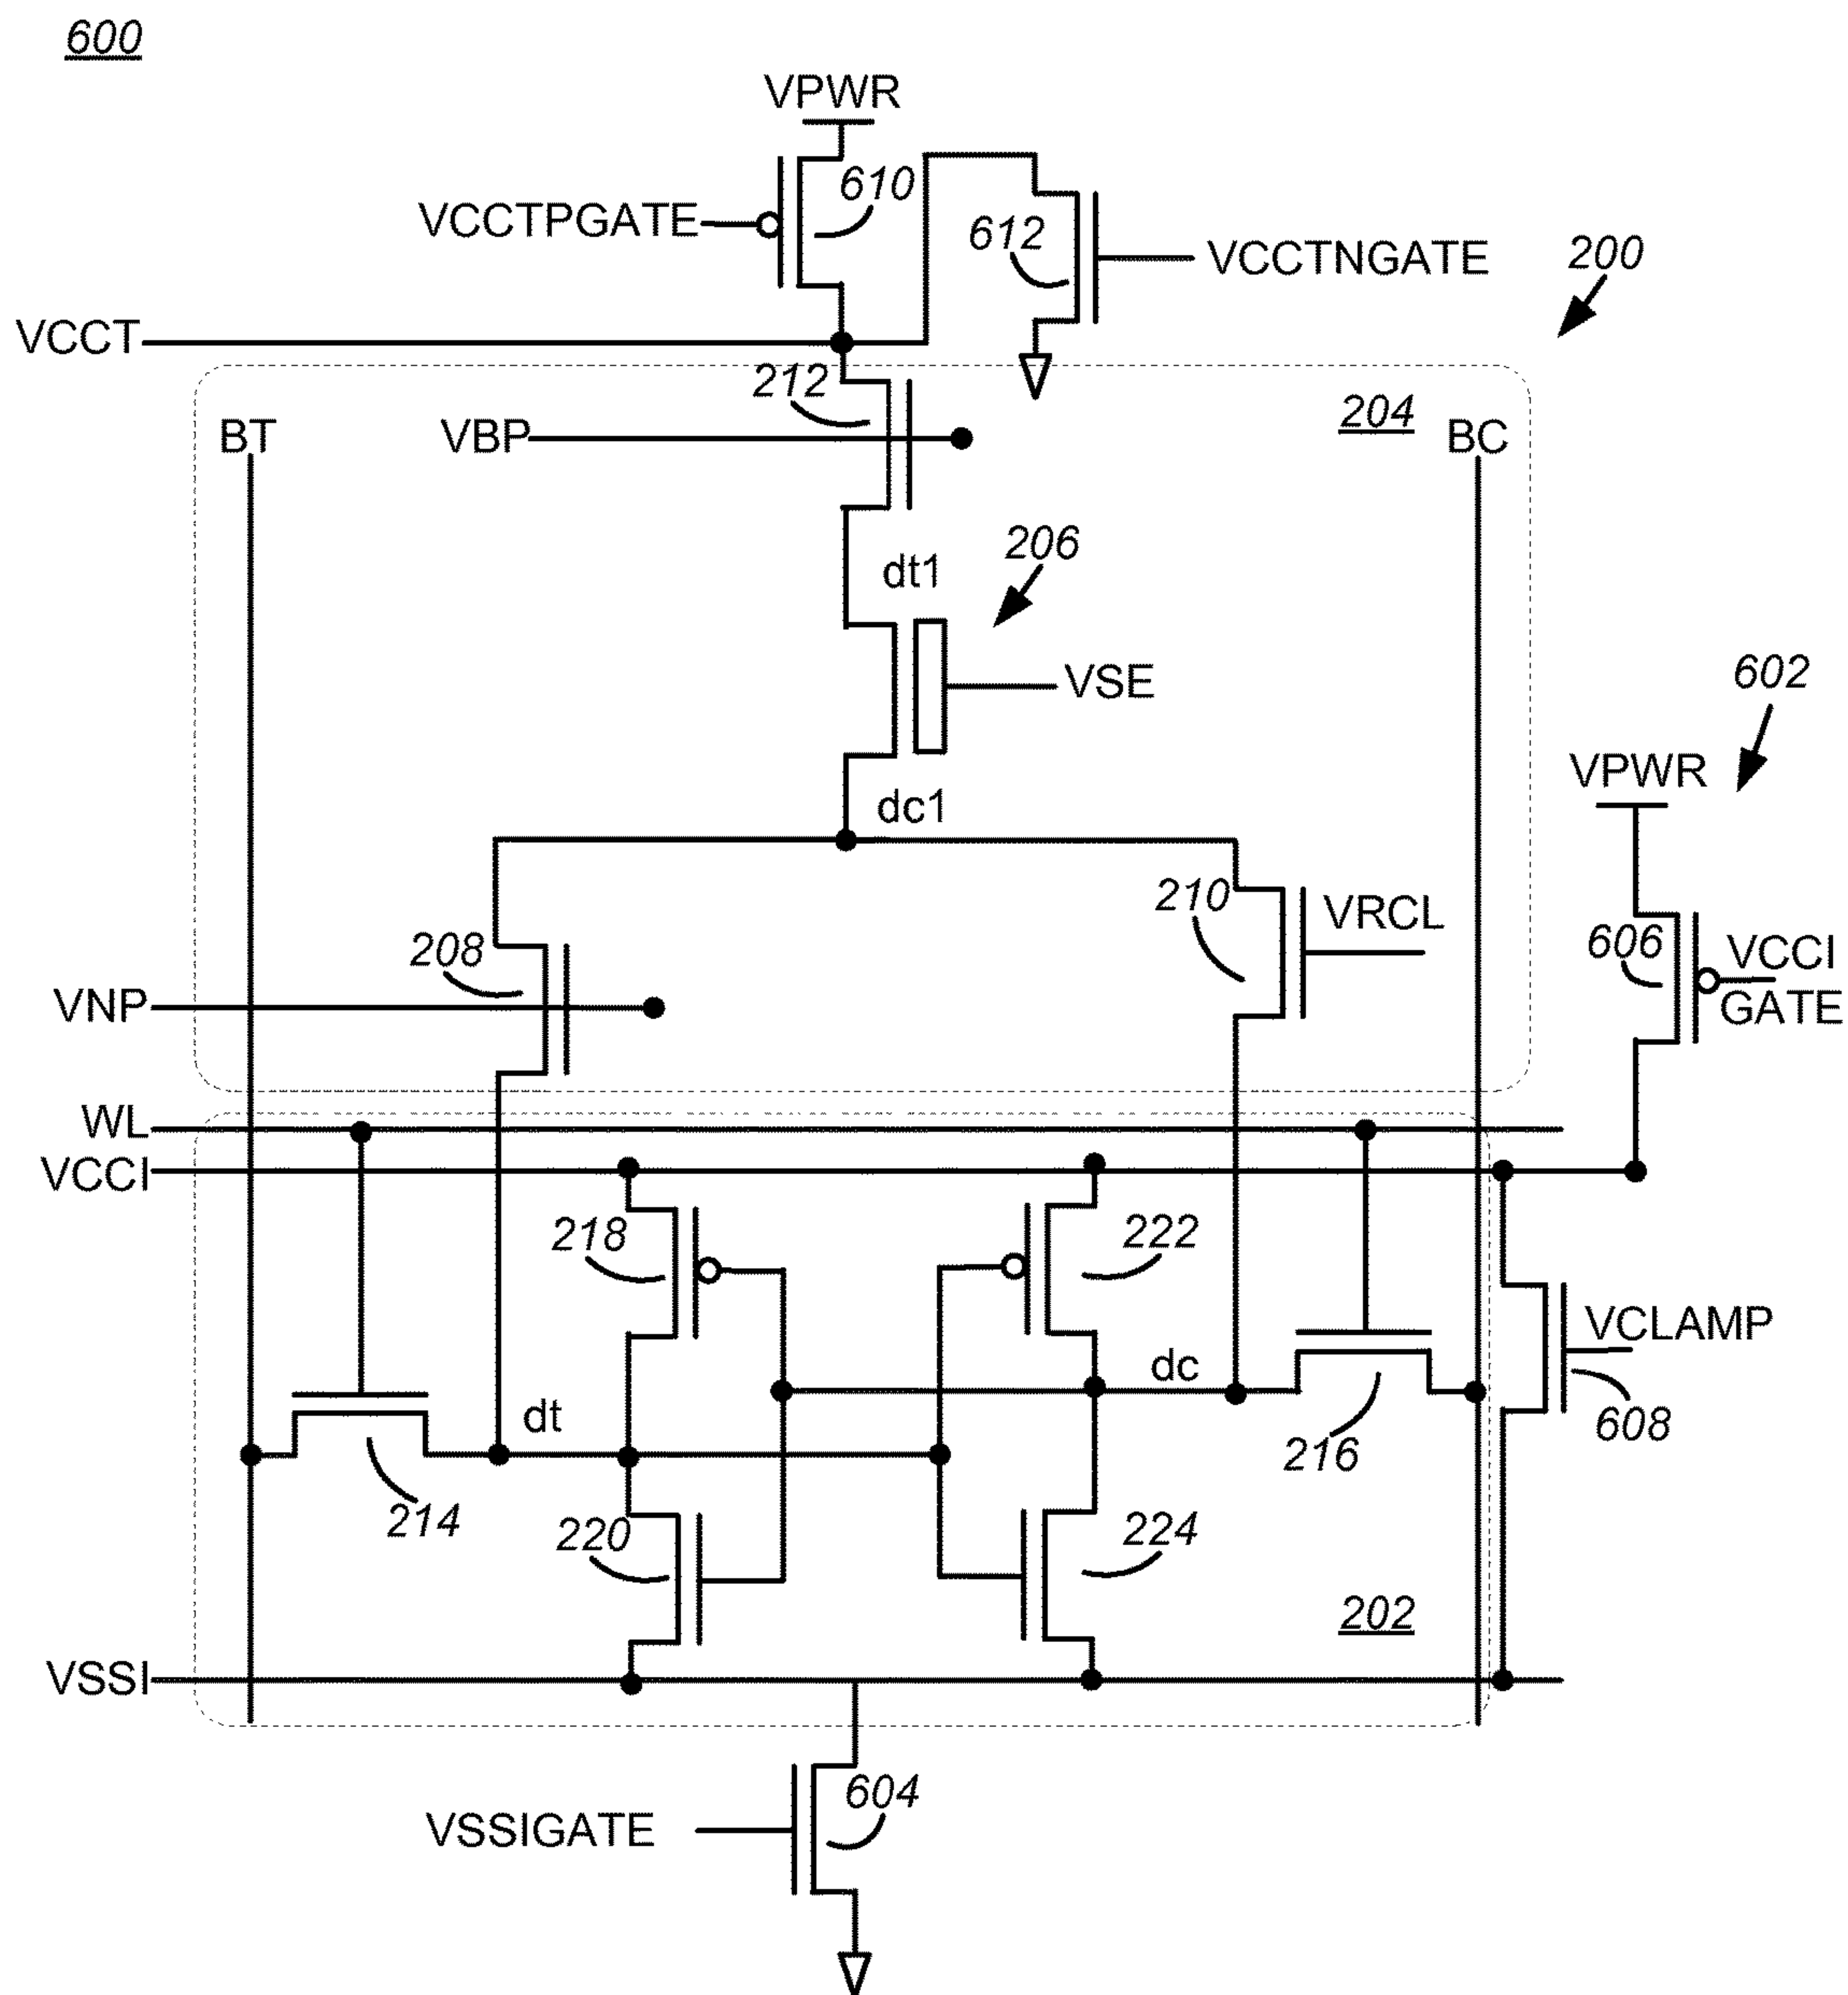 600
VPWR
610
VCCTPGATE
612
VCCTNGATE
200
VCCT
212
204
BT
VBP
BC
206
dt1
VSE
602
VPWR
dc1
210
VRCL
208
606
VCCI
GATE
VNP
WL
VCCI
218
222
VCLAMP
dc
dt
608
216
214
220
224
202
VSSI
604
VSSIGATE